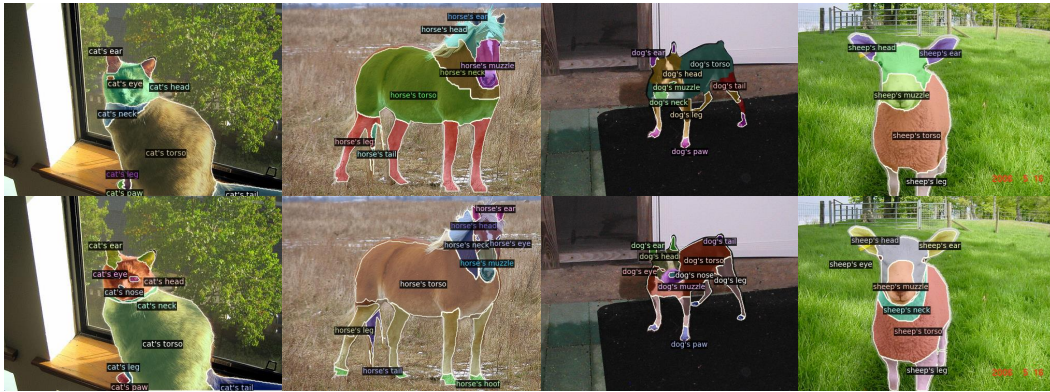 cat's ear
cat's eye
cat's head
cat's neck
cat's torso
cat's leg
cat's paw
cat's tail
horse's ear
horse's head
horse's muzzle
horse's neck
horse's torso
horse's leg
horse's tail
dog's ear
dog's torso
dog's head
dog's tail
dog's muzzle
dog's neck
dog's leg
dog's paw
sheep's head
sheep's ear
sheep's muzzle
sheep's torso
sheep's leg
cat's ear
cat's eye
cat's head
cat's nose
cat's torso
cat's leg
cat's paw
cat's tail
horse's ear
horse's head
horse's neck
horse's eye
horse's muzzle
horse's torso
horse's leg
horse's tail
horse's hoof
dog's ear
dog's tail
dog's head
dog's torso
dog's eye
dog's nose
dog's leg
dog's muzzle
dog's paw
sheep's head
sheep's ear
sheep's eye
sheep's muzzle
sheep's neck
sheep's torso
sheep's leg